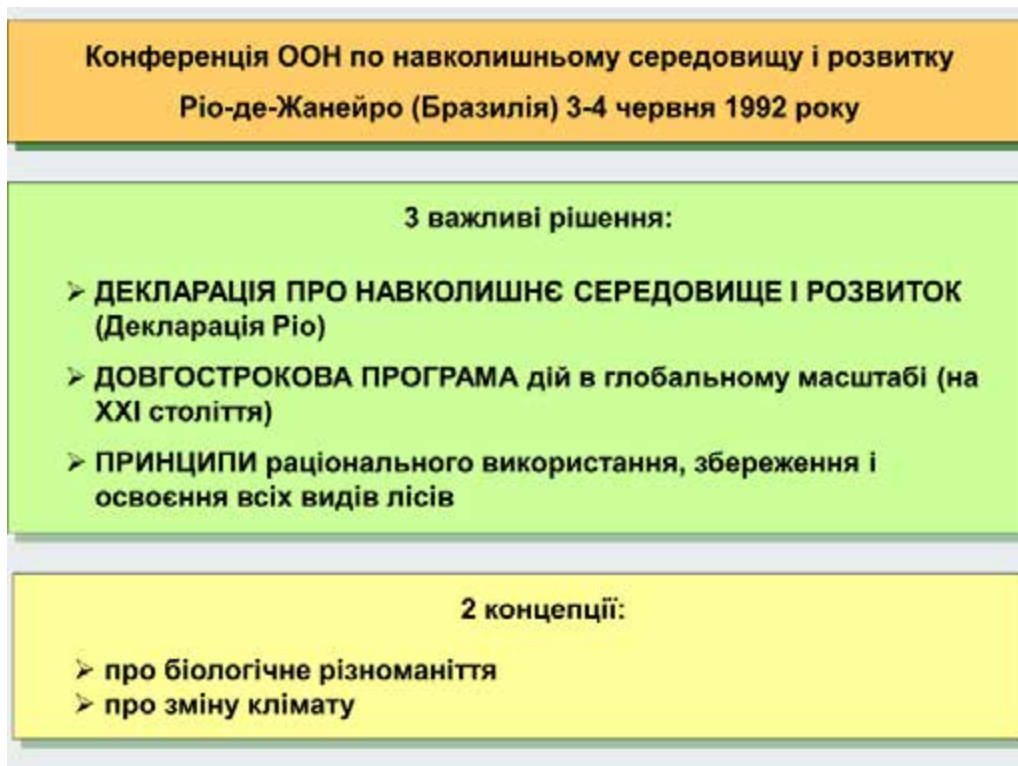 Конференція ООН по навколишньому середовищу і розвитку
Ріо-де-Жанейро (Бразилія) 3-4 червня 1992 року
3 важливі рішення:
➢ ДЕКЛАРАЦІЯ ПРО НАВКОЛИШНЄ СЕРЕДОВИЩЕ І РОЗВИТОК
(Декларація Ріо)
➢ ДОВГОСТРОКОВА ПРОГРАМА дій в глобальному масштабі (на
XXI століття)
➢ ПРИНЦИПИ раціонального використання, збереження і
освоєння всіх видів лісів
2 концепції:
➢ про біологічне різноманіття
➢ про зміну клімату